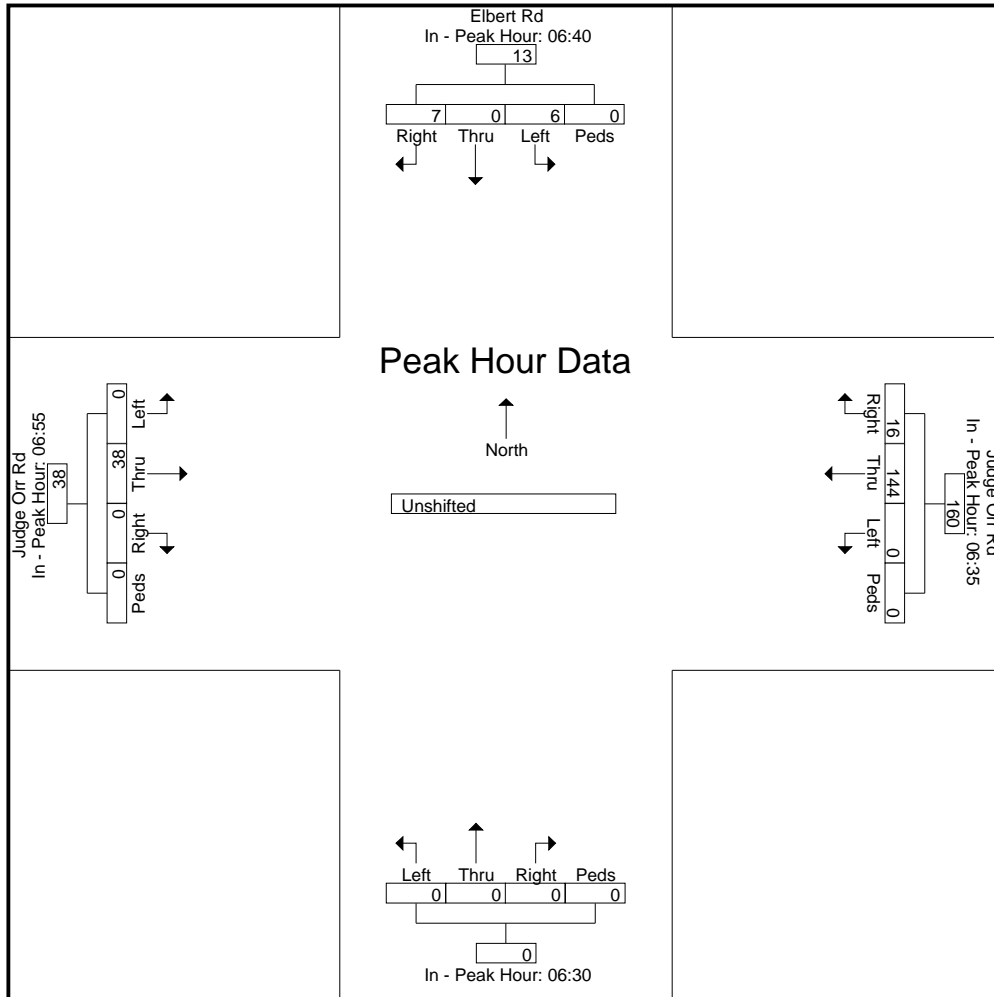 Elbert Rd
In - Peak Hour: 06:40
13
7 0 6 0
Right Thru Left Peds
Peak Hour Data
North
Unshifted
Judge Orr Rd
In - Peak Hour: 06:55
38
0 38 0 0
Left Thru Right Peds
Judge Orr Rd
In - Peak Hour: 06:35
160
16 144 0 0
Right Thru Left Peds
Left Thru Right Peds
0 0 0 0
0
In - Peak Hour: 06:30